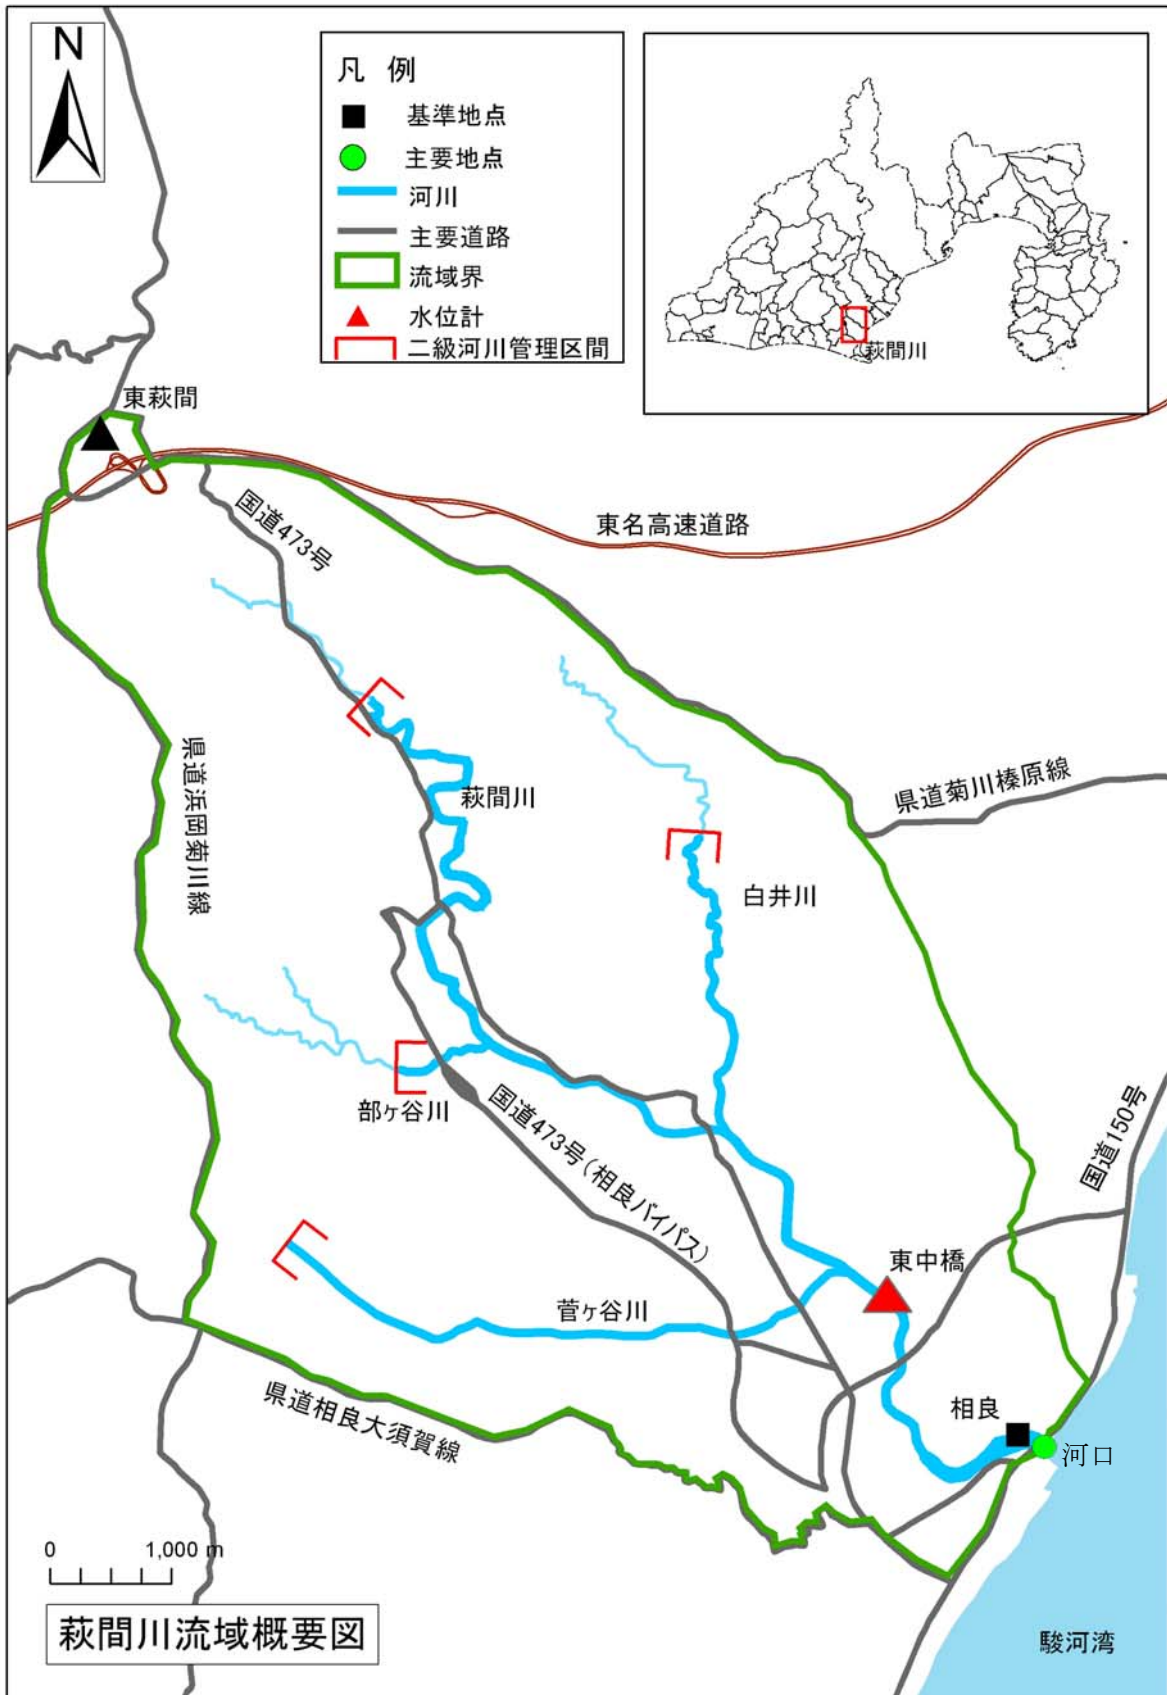 N
凡 例
基準地点
主要地点
河川
主要道路
流域界
水位計
二級河川管理区間
萩間川
東萩間
国道473号
東名高速道路
県道浜岡菊川線
萩間川
県道菊川榛原線
白井川
部ヶ谷川
国道473号(相良バイパス)
国道150号
東中橋
菅ヶ谷川
県道相良大須賀線
相良
河口
0 1,000 m
萩間川流域概要図
駿河湾